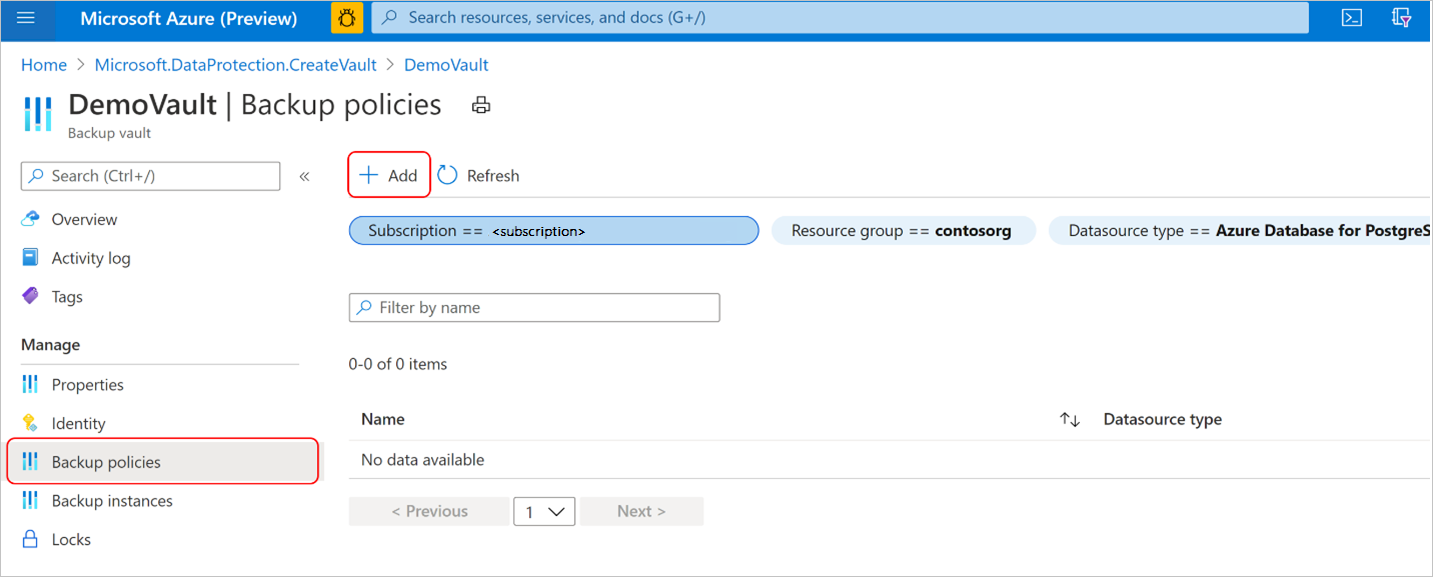 Microsoft Azure (Preview)
Search resources, services, and docs (G+/)
Home > Microsoft.DataProtection.CreateVault > DemoVault
DemoVault | Backup policies
Backup vault
Search (Ctrl+/)
«
+ Add
Refresh
Overview
Activity log
Tags
Manage
Properties
Identity
Backup policies
Backup instances
Locks
Subscription == <subscription>
Resource group == contosorg
Datasource type == Azure Database for PostgreS
Filter by name
0-0 of 0 items
Name
Datasource type
No data available
< Previous
1
Next >